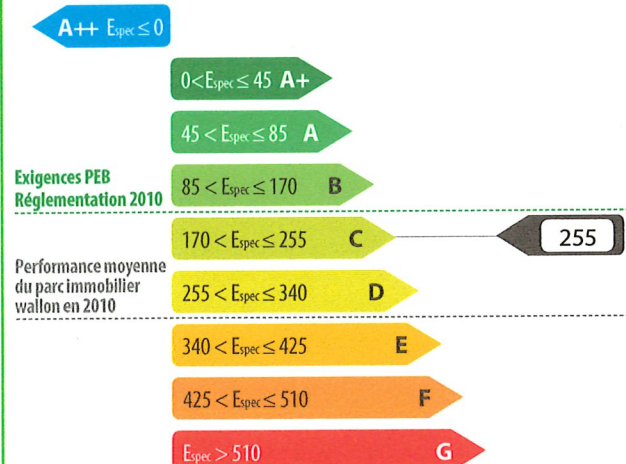 A++ Espec ≤ 0
0 < Espec ≤ 45 A+
45 < Espec ≤ 85 A
Exigences PEB
Réglementation 2010
85 < Espec ≤ 170 B
170 < Espec ≤ 255 C
255
Performance moyenne
du parc immobilier
wallon en 2010
255 < Espec ≤ 340 D
340 < Espec ≤ 425 E
425 < Espec ≤ 510 F
Espec > 510 G